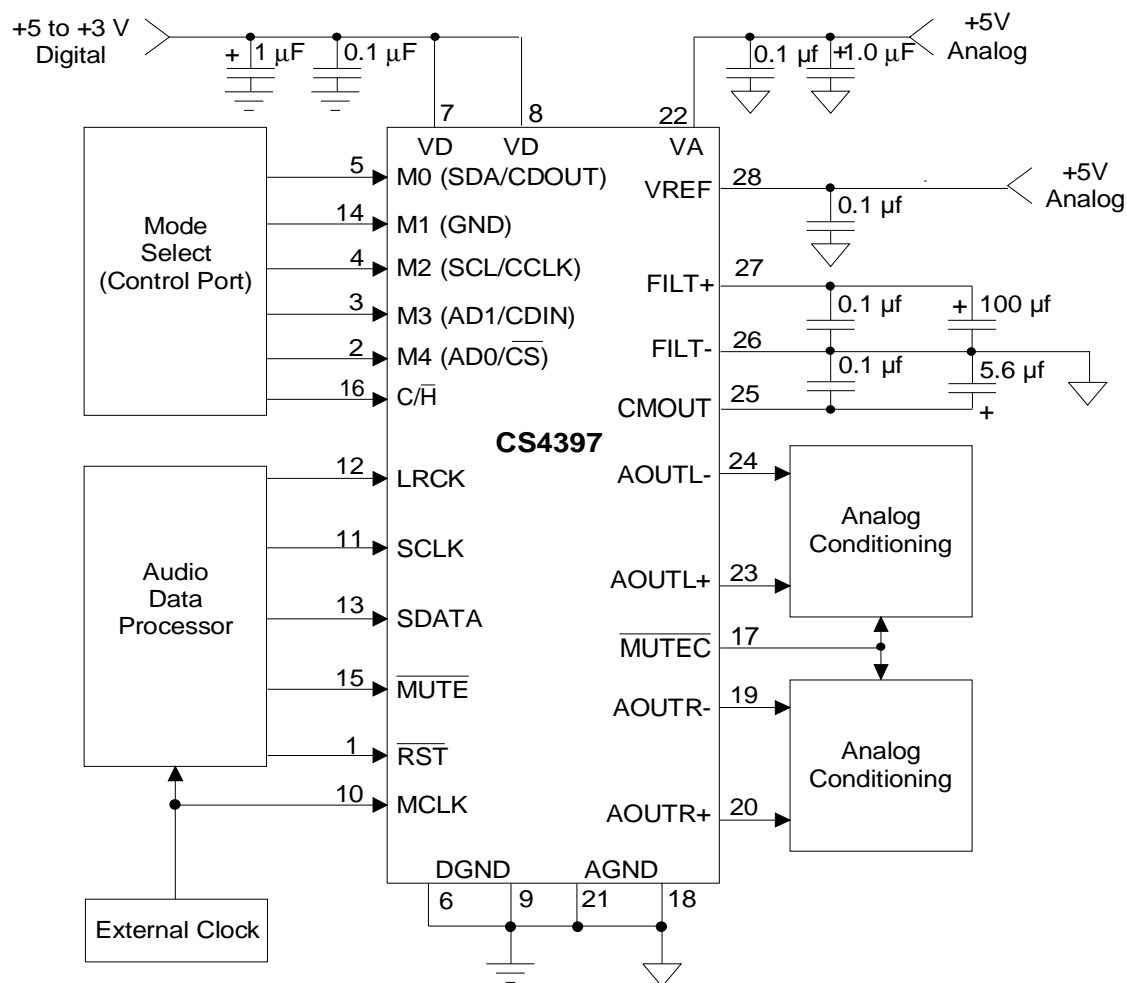 +5 to +3 V
Digital
+ 1 μF
0.1 μF
0.1 µf
+1.0 μF
+5V
Analog
7
8
22
VD
VD
VA
Mode
Select
(Control Port)
5
M0 (SDA/CDOUT)
14
M1 (GND)
4
M2 (SCL/CCLK)
3
M3 (AD1/CDIN)
2
M4 (AD0/C̅S̅)
16
C/H̅
VREF
28
0.1 µf
+5V
Analog
FILT+
27
0.1 µf
+
100 µf
FILT-
26
0.1 µf
5.6 µf
CMOUT
25
+
CS4397
Audio
Data
Processor
12
LRCK
11
SCLK
13
SDATA
15
M̅U̅T̅E̅
1
R̅S̅T̅
10
MCLK
AOUTL-
24
AOUTL+
23
Analog
Conditioning
M̅U̅T̅E̅C̅
17
AOUTR-
19
AOUTR+
20
Analog
Conditioning
DGND
AGND
6
9
21
18
External Clock